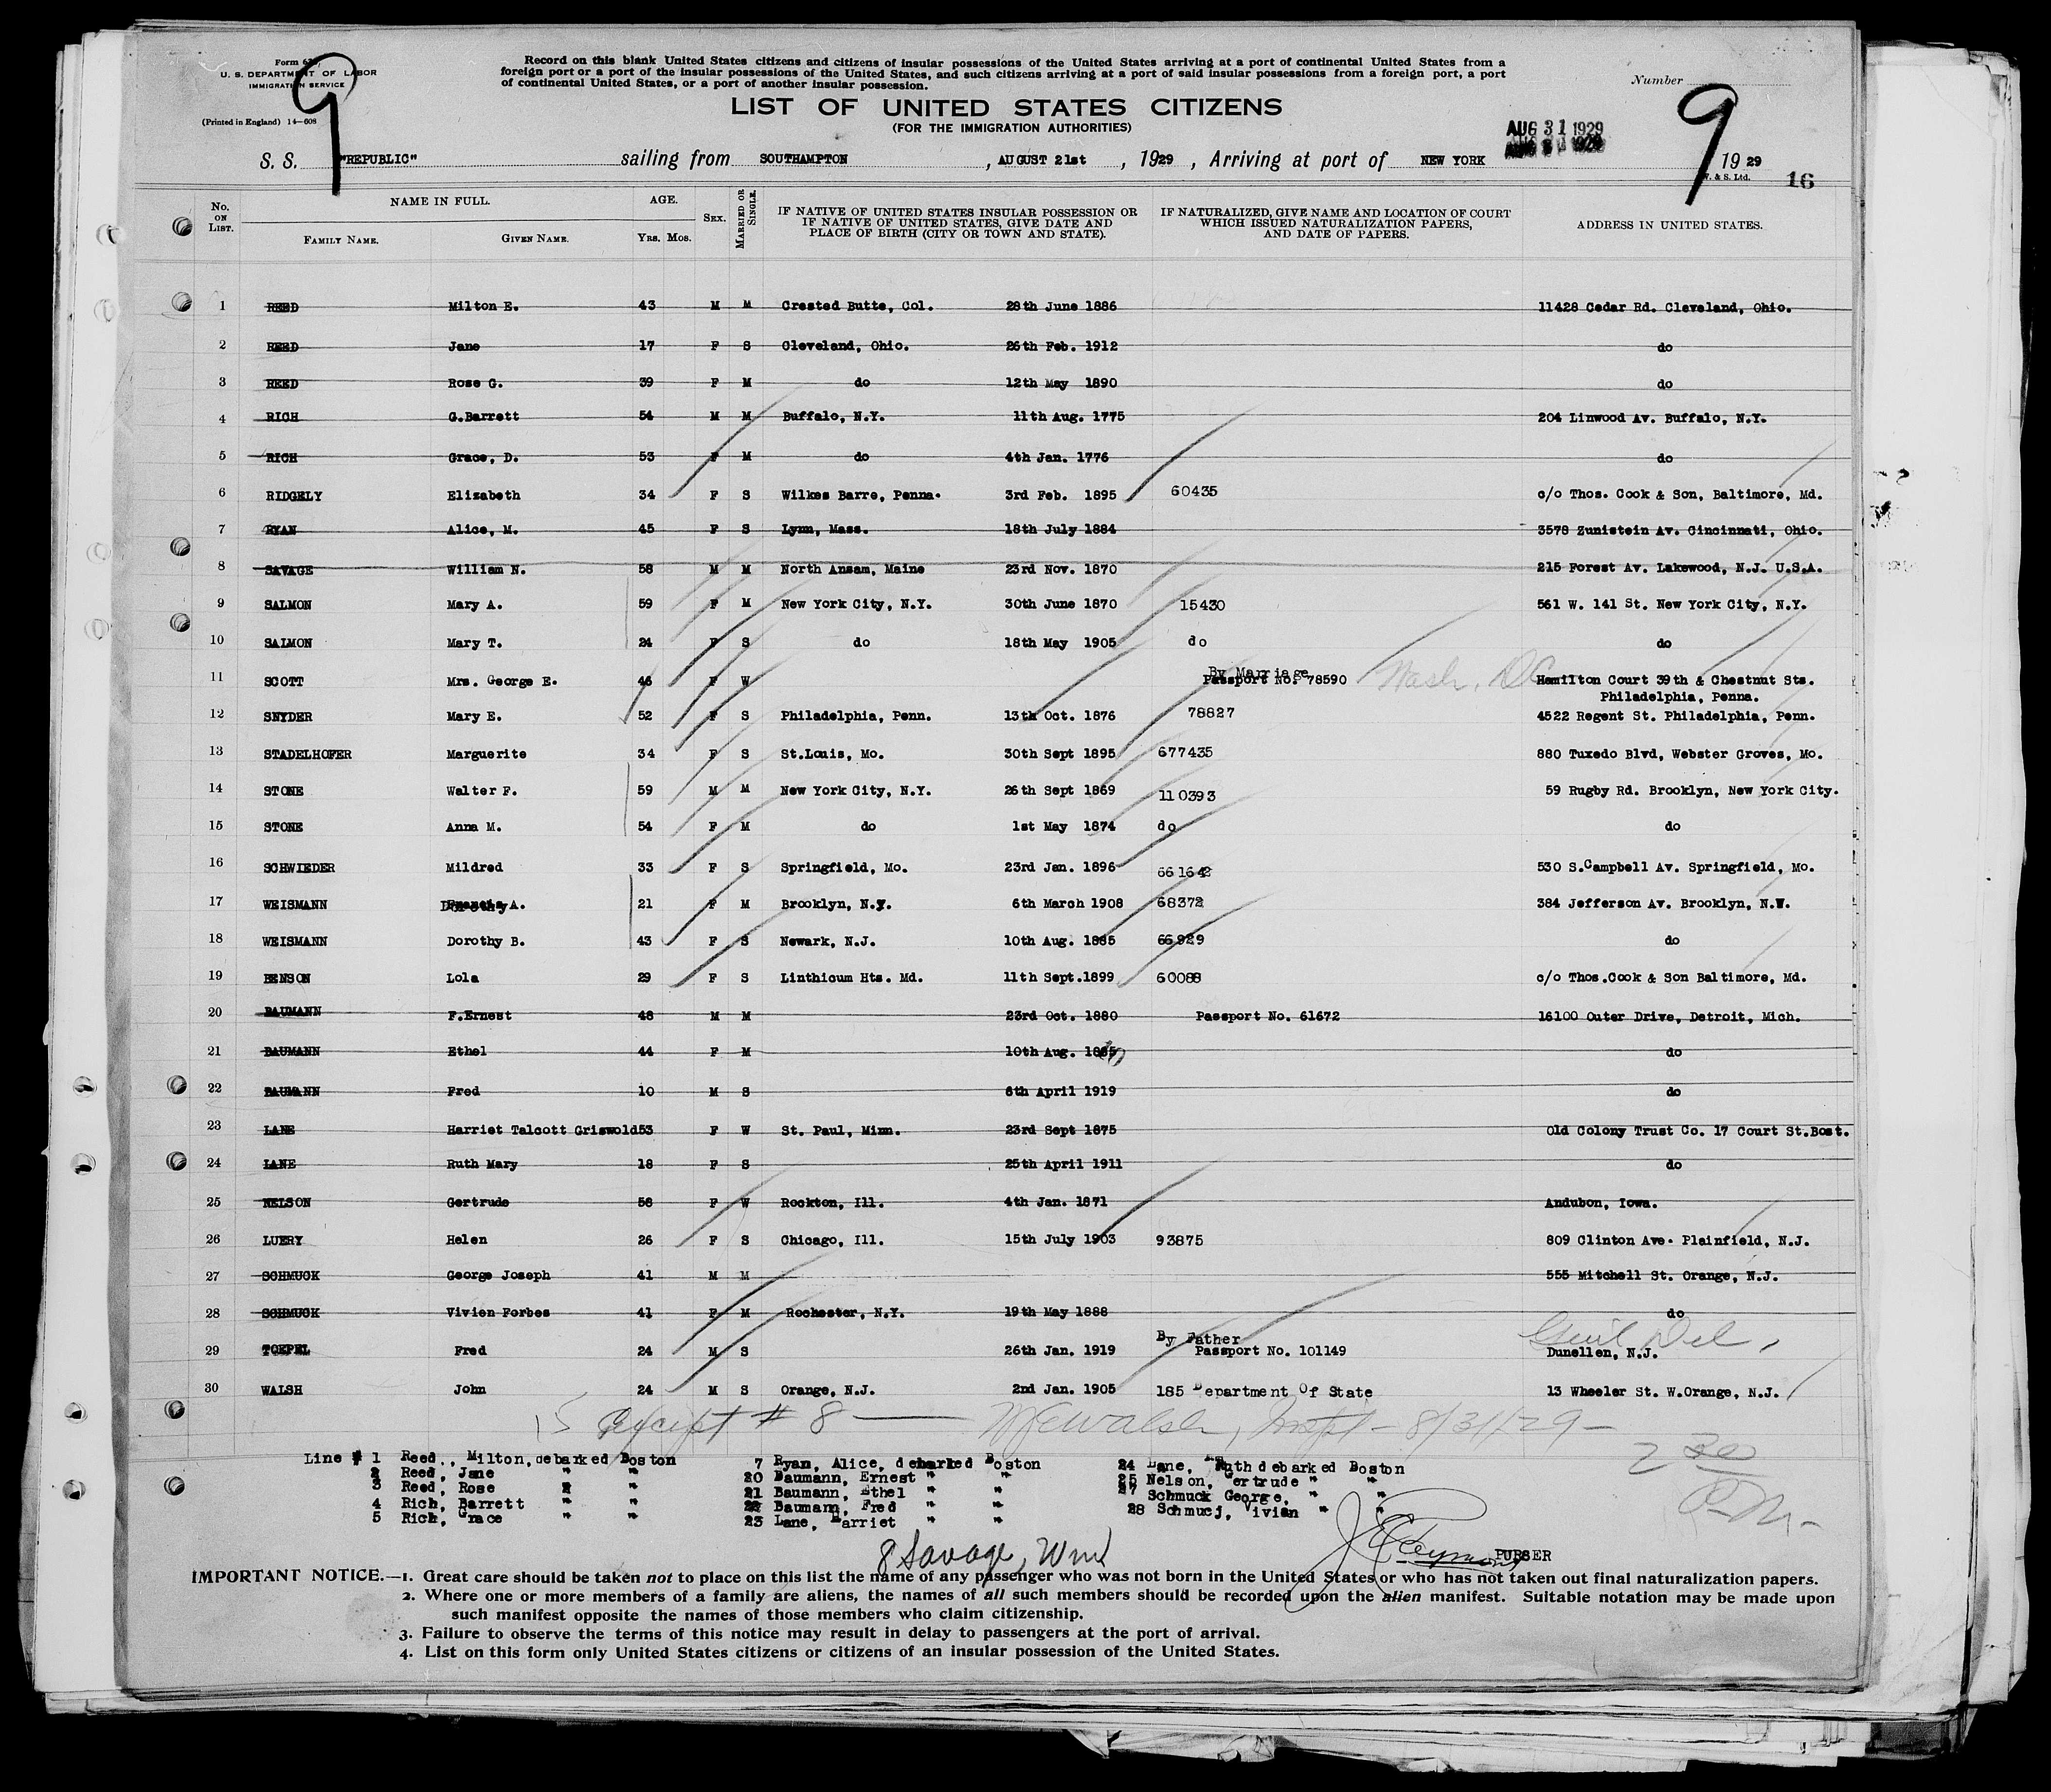 9
Form 6
U. S. DEPARTMENT OF LABOR
IMMIGRATION SERVICE
(Printed in England) 14—608
Record on this blank United States citizens and citizens of insular possessions of the United States arriving at a port of continental United States from a
foreign port or a port of the insular possessions of the United States, and such citizens arriving at a port of said insular possessions from a foreign port, a port
of continental United States, or a port of another insular possession.
Number 9
LIST OF UNITED STATES CITIZENS
(FOR THE IMMIGRATION AUTHORITIES)
AUG 31 1929
S. S. "REPUBLIC" sailing from SOUTHAMPTON, AUGUST 21st, 1929, Arriving at port of NEW YORK 1929
& S. Ltd. 16
No. ON LIST. NAME IN FULL. AGE. SEX. MARRIED OR SINGLE. IF NATIVE OF UNITED STATES INSULAR POSSESSION OR IF NATIVE OF UNITED STATES, GIVE DATE AND PLACE OF BIRTH (CITY OR TOWN AND STATE). IF NATURALIZED, GIVE NAME AND LOCATION OF COURT WHICH ISSUED NATURALIZATION PAPERS, AND DATE OF PAPERS. ADDRESS IN UNITED STATES.
FAMILY NAME. GIVEN NAME. YRS. MOS.
1 REED Milton E. 43 M M Crested Butte, Col. 28th June 1886 11428 Cedar Rd. Cleveland, Ohio.
2 REED Jane 17 F S Cleveland, Ohio. 26th Feb. 1912 do
3 REED Rose G. 39 F M do 12th May 1890 do
4 RICH G.Barrett 54 M M Buffalo, N.Y. 11th Aug. 1775 204 Linwood Av. Buffalo, N.Y.
5 RICH Grace, D. 53 F M do 4th Jan. 1776 do
6 RIDGELY Elizabeth 34 F S Wilkes Barre, Penna. 3rd Feb. 1895 60435 c/o Thos. Cook & Son, Baltimore, Md.
7 RYAN Alice, M. 45 F S Lynn, Mass. 18th July 1884 3578 Zunistein Av. Cincinnati, Ohio.
8 SAVAGE William N. 58 M M North Ansam, Maine 23rd Nov. 1870 215 Forest Av. Lakewood, N.J. U.S.A.
9 SALMON Mary A. 59 F M New York City, N.Y. 30th June 1870 15430 561 W. 141 St. New York City, N.Y.
10 SALMON Mary T. 24 F S do 18th May 1905 do do
11 SCOTT Mrs. George E. 46 F W By Marriage Passport No. 78590 Wash, DC Hamilton Court 39th & Chestnut Sts.
Philadelphia, Penna.
12 SNYDER Mary E. 52 F S Philadelphia, Penn. 13th Oct. 1876 78827 4522 Regent St. Philadelphia, Penn.
13 STADELHOFER Marguerite 34 F S St.Louis, Mo. 30th Sept 1895 677435 880 Tuxedo Blvd, Webster Groves, Mo.
14 STONE Walter F. 59 M M New York City, N.Y. 26th Sept 1869 110393 59 Rugby Rd. Brooklyn, New York City.
15 STONE Anna M. 54 F M do 1st May 1874 do do
16 SCHWIEDER Mildred 33 F S Springfield, Mo. 23rd Jan. 1896 661642 530 S.Campbell Av. Springfield, Mo.
17 WEISMANN Dorothy A. 21 F M Brooklyn, N.Y. 6th March 1908 68372 384 Jefferson Av. Brooklyn, N.Y.
18 WEISMANN Dorothy B. 43 F S Newark, N.J. 10th Aug. 1885 66929 do
19 BENSON Lola 29 F S Linthicum Hts. Md. 11th Sept.1899 60088 c/o Thos.Cook & Son Baltimore, Md.
20 BAUMANN F.Ernest 48 M M 23rd Oct. 1880 Passport No. 61672 16100 Outer Drive, Detroit, Mich.
21 BAUMANN Ethel 44 F M 10th Aug. 1885 do
22 BAUMANN Fred 10 M S 6th April 1919 do
23 LANE Harriet Talcott Griswold 53 F W St. Paul, Minn. 23rd Sept 1875 Old Colony Trust Co. 17 Court St.Bost.
24 LANE Ruth Mary 18 F S 25th April 1911 do
25 NELSON Gertrude 58 F W Rockton, Ill. 4th Jan. 1871 Andubon, Iowa.
26 LUERY Helen 26 F S Chicago, Ill. 15th July 1903 93875 809 Clinton Ave. Plainfield, N.J.
27 SCHMUCK George Joseph 41 M M 555 Mitchell St. Orange, N.J.
28 SCHMUCK Vivien Forbes 41 F M Rochester, N.Y. 19th May 1888 do
29 TOEPEL Fred 24 M S 26th Jan. 1919 By Father Passport No. 101149 Dunellen, N.J.
30 WALSH John 24 M S Orange, N.J. 2nd Jan. 1905 185 Department Of State 13 Wheeler St. W.Orange, N.J.
15 except # 8 — Walsh, Inspt - 8/31/29 -
Line # 1 Reed,, Milton,debarked Boston 7 Ryan, Alice, debarked Boston 24 Lane, Ruth debarked Boston
2 Reed, Jane " " 20 Baumann, Ernest " " 25 Nelson, Gertrude " "
3 Reed, Rose " " 21 Baumann, Ethel " " 27 Schmuck George, " "
4 Rich, Barrett " " 22 Baumann, Fred " " 28 Schmucj, Vivian " "
5 Rich, Grace " " 23 Lane, Harriet " "
8 Savage, Wm
PURSER
IMPORTANT NOTICE.—1. Great care should be taken not to place on this list the name of any passenger who was not born in the United States or who has not taken out final naturalization papers.
2. Where one or more members of a family are aliens, the names of all such members should be recorded upon the alien manifest. Suitable notation may be made upon
such manifest opposite the names of those members who claim citizenship.
3. Failure to observe the terms of this notice may result in delay to passengers at the port of arrival.
4. List on this form only United States citizens or citizens of an insular possession of the United States.